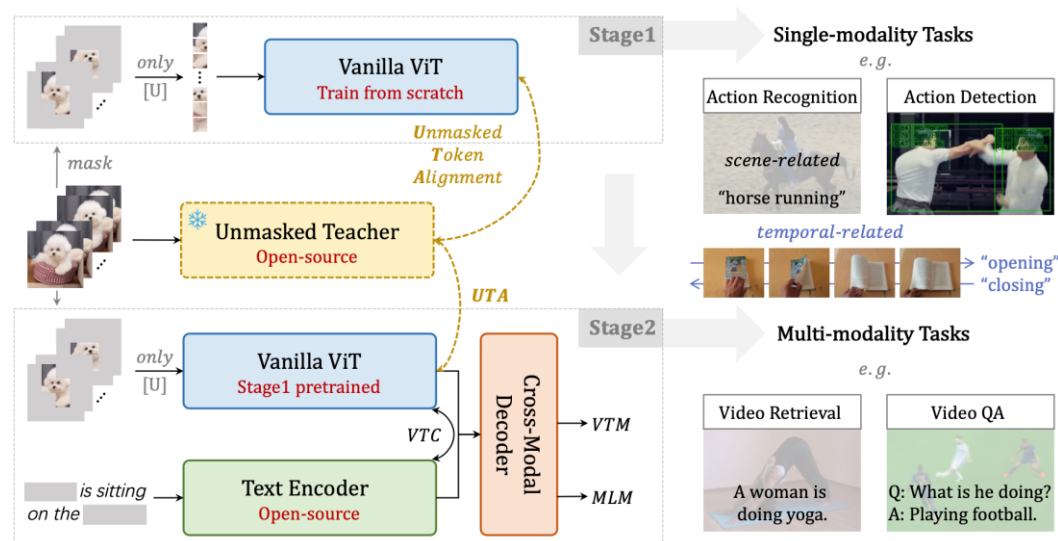 Stage1
only
[U]
Vanilla ViT
Train from scratch
Unmasked
Token
Alignment
mask
Unmasked Teacher
Open-source
UTA
Stage2
only
[U]
Vanilla ViT
Stage1 pretrained
VTC
Cross-Modal
Decoder
VTM
MLM
Text Encoder
Open-source
is sitting
on the
Single-modality Tasks
e.g.
Action Recognition
scene-related
“horse running”
Action Detection
temporal-related
“opening”
“closing”
Multi-modality Tasks
e.g.
Video Retrieval
A woman is
doing yoga.
Video QA
Q: What is he doing?
A: Playing football.